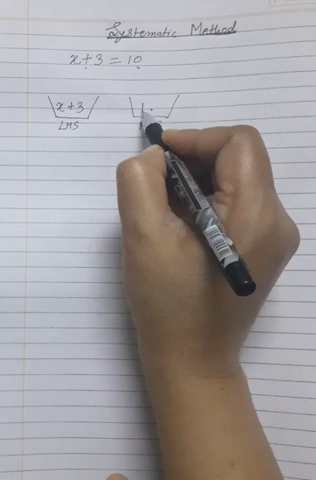 Systematic Method
x + 3 = 10
x + 3
LHS